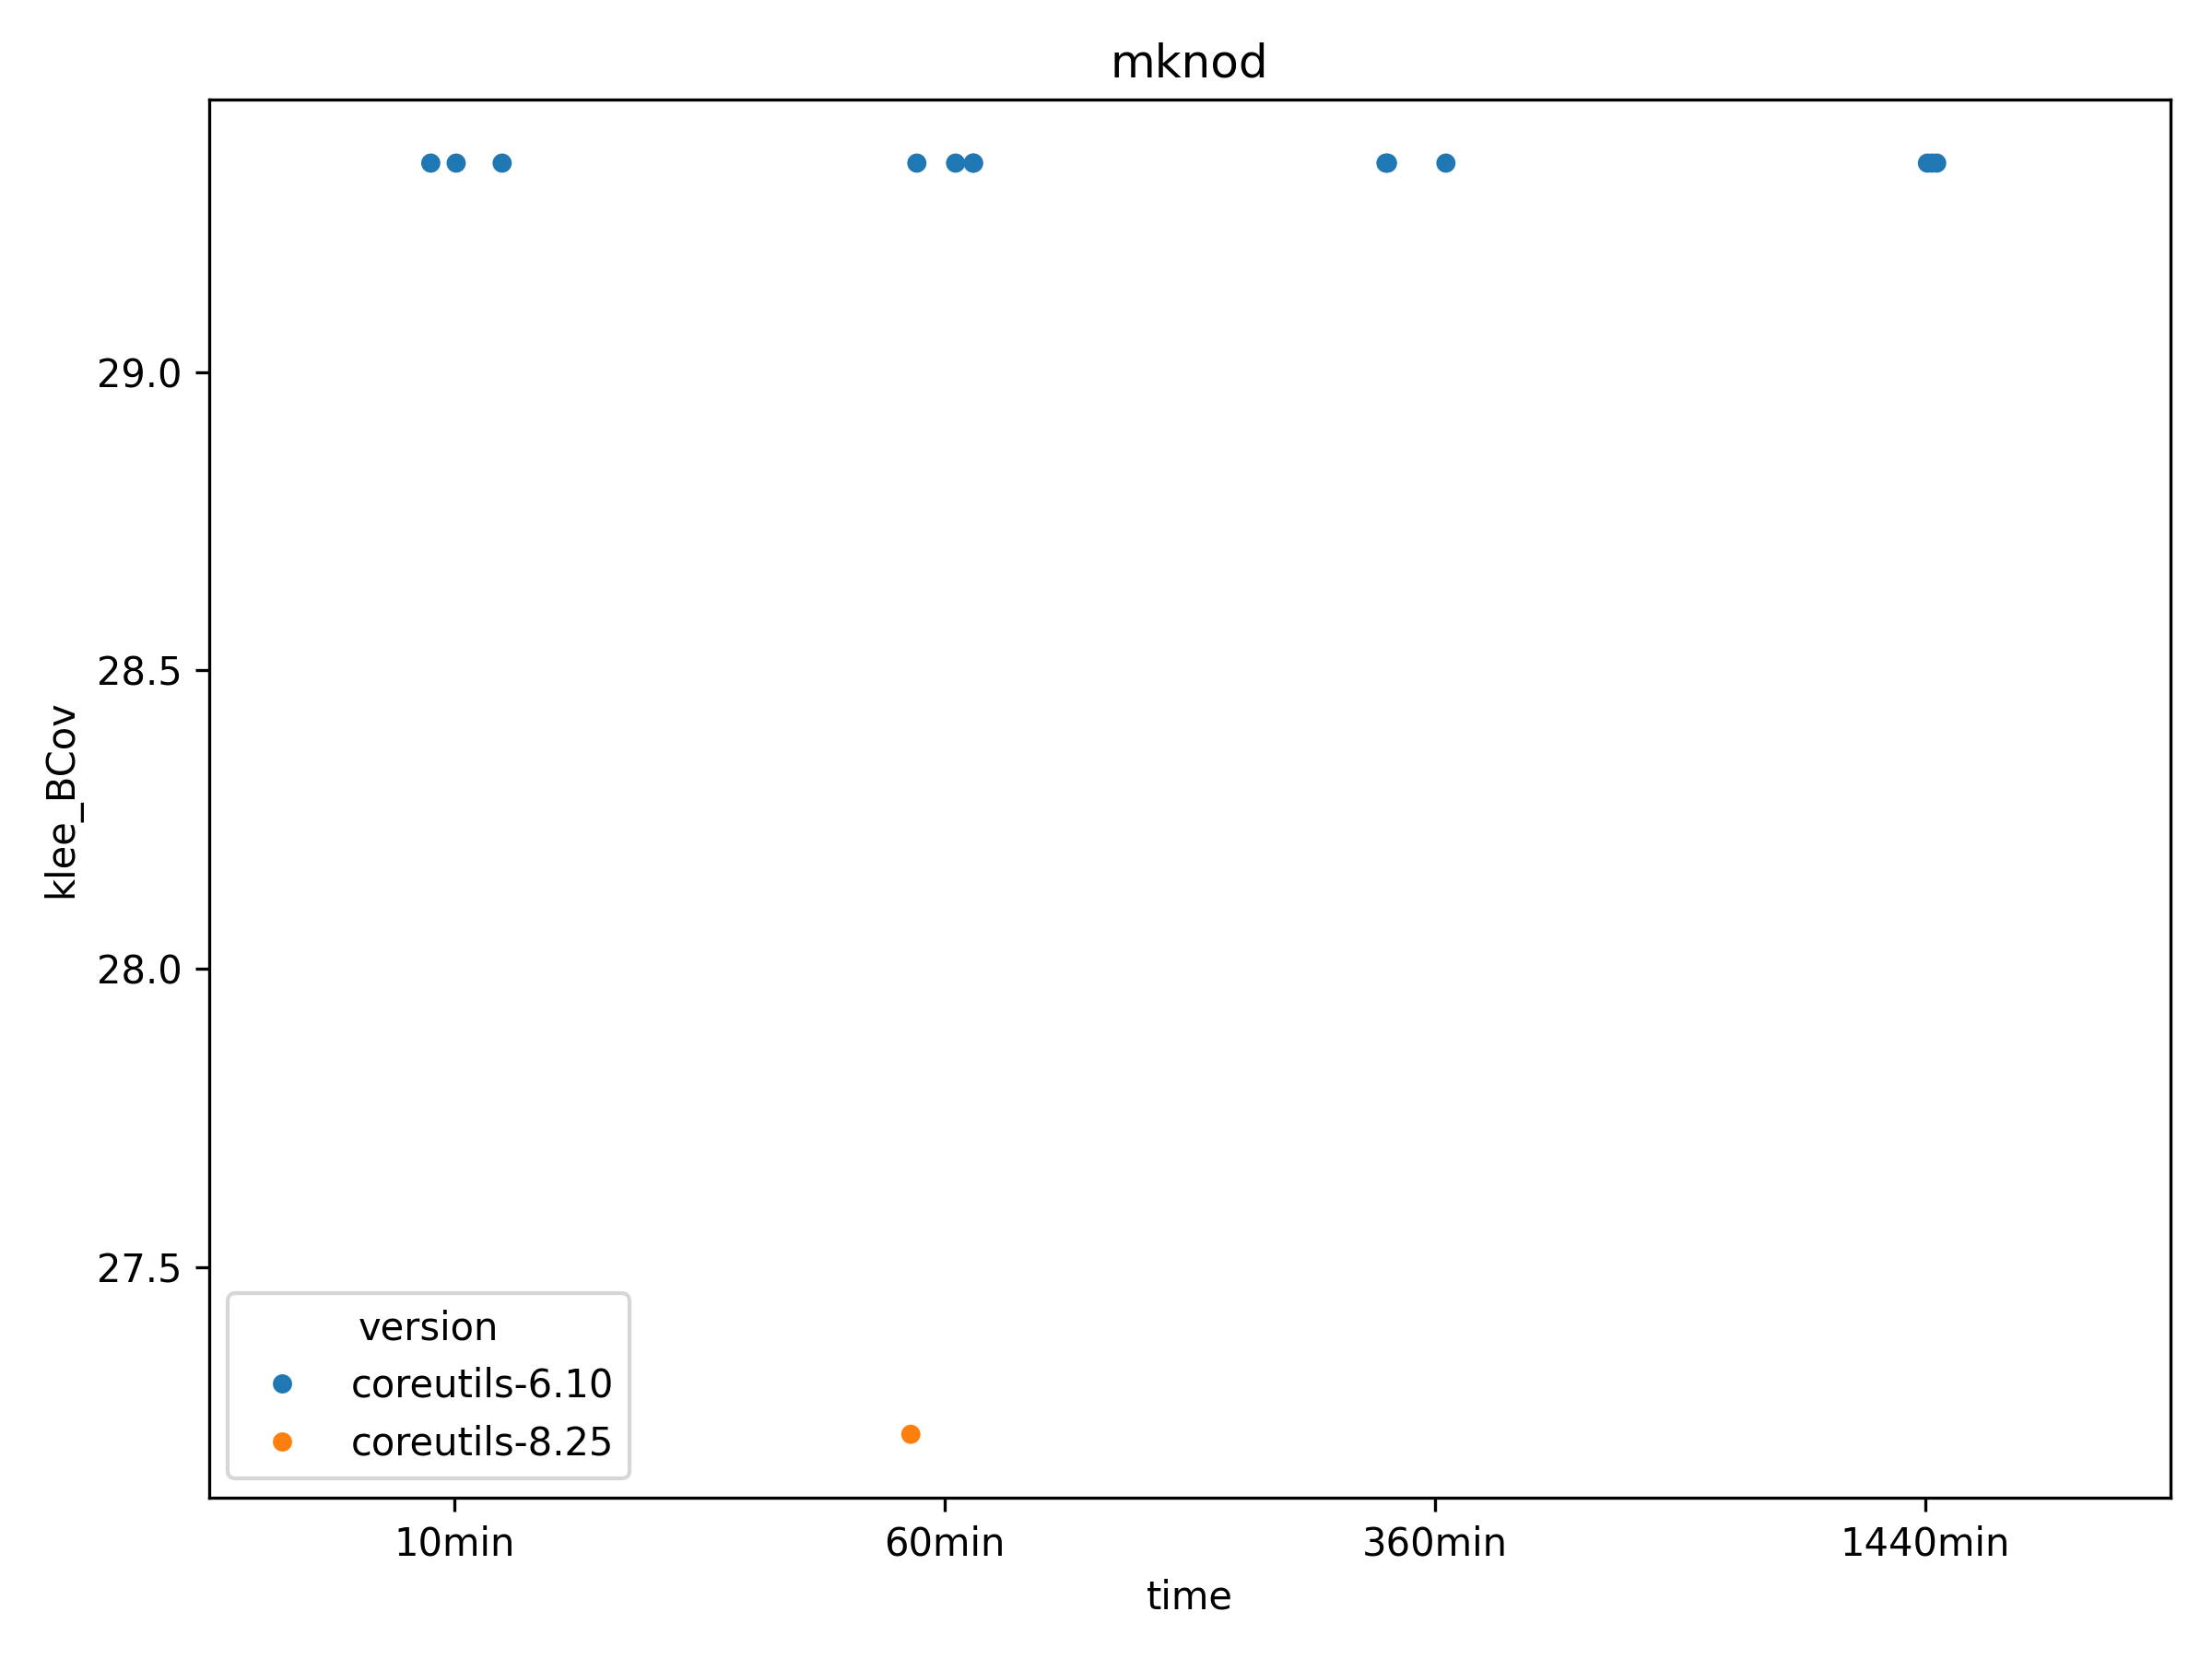 mknod
klee_BCov
29.0
28.5
28.0
27.5
version
coreutils-6.10
coreutils-8.25
10min
60min
360min
1440min
time